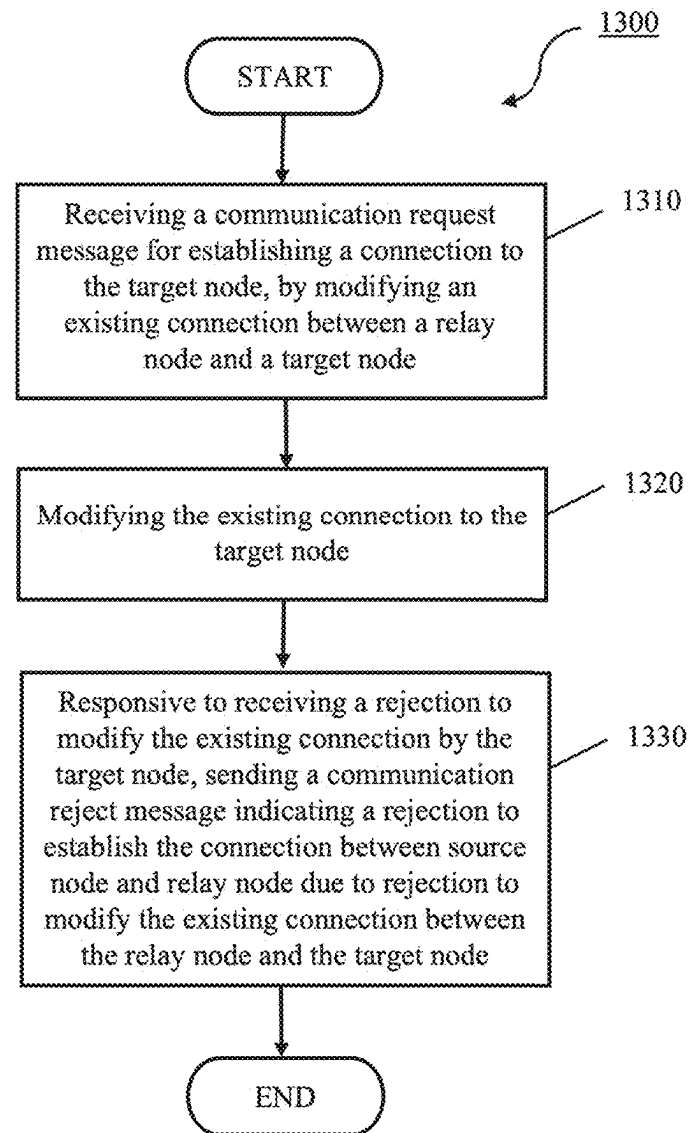 1300
START
1310
Receiving a communication request
message for establishing a connection to
the target node, by modifying an
existing connection between a relay
node and a target node
1320
Modifying the existing connection to the
target node
1330
Responsive to receiving a rejection to
modify the existing connection by the
target node, sending a communication
reject message indicating a rejection to
establish the connection between source
node and relay node due to rejection to
modify the existing connection between
the relay node and the target node
END